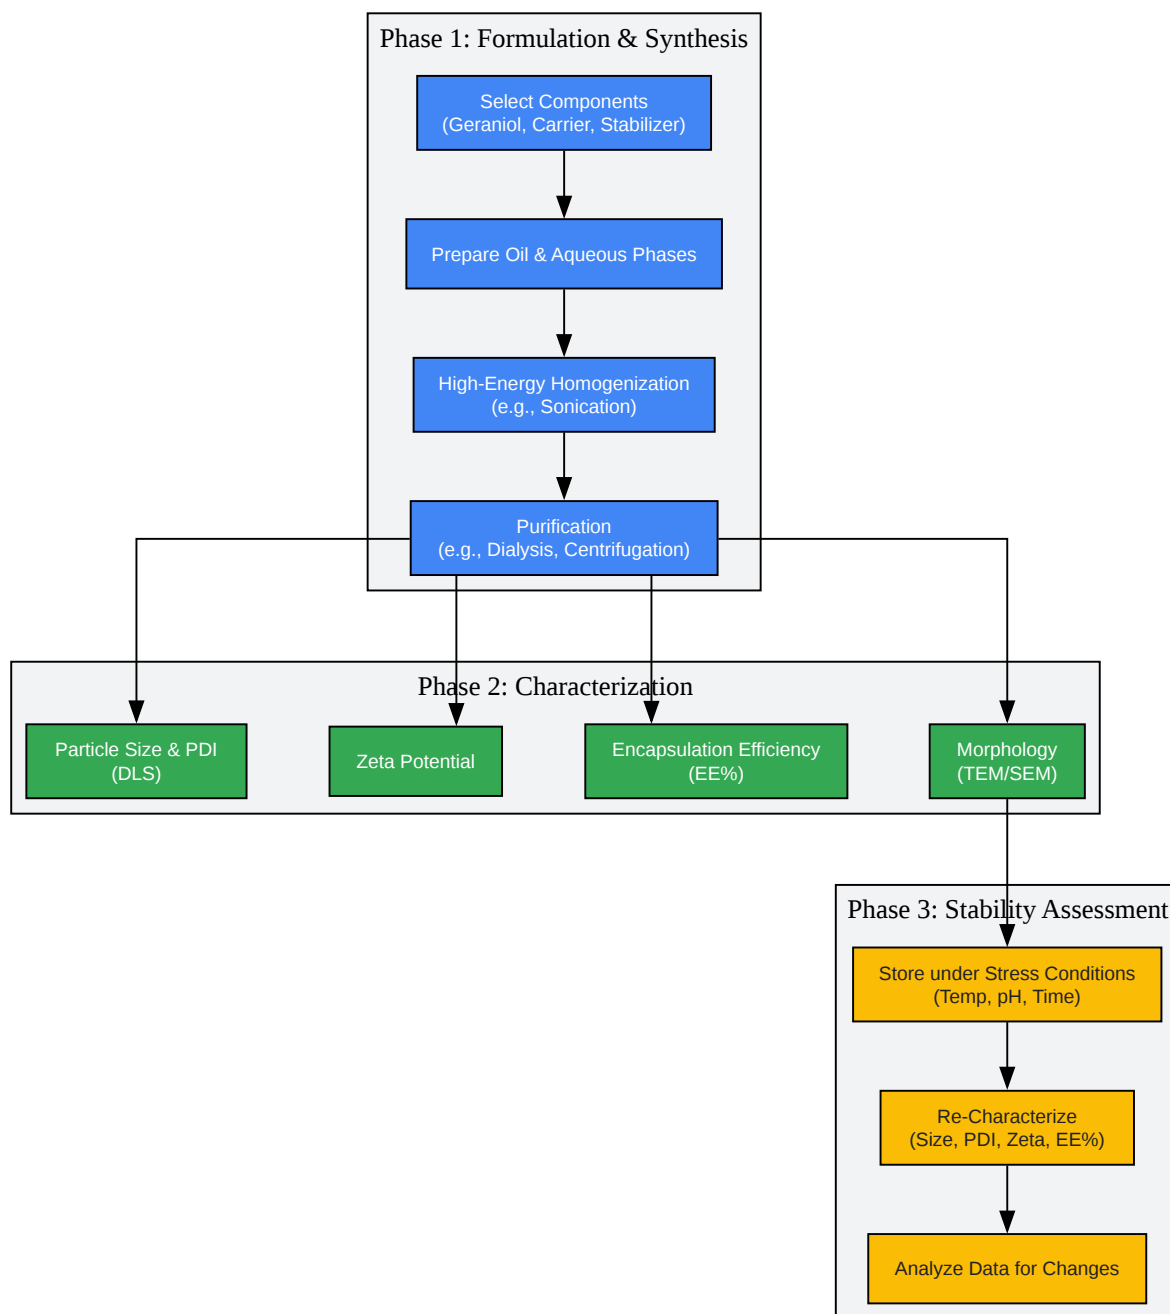 Phase 1: Formulation & Synthesis
Select Components
(Geraniol, Carrier, Stabilizer)
Prepare Oil & Aqueous Phases
High-Energy Homogenization
(e.g., Sonication)
Purification
(e.g., Dialysis, Centrifugation)
Phase 2: Characterization
Particle Size & PDI
(DLS)
Zeta Potential
Encapsulation Efficiency
(EE%)
Morphology
(TEM/SEM)
Phase 3: Stability Assessment
Store under Stress Conditions
(Temp, pH, Time)
Re-Characterize
(Size, PDI, Zeta, EE%)
Analyze Data for Changes